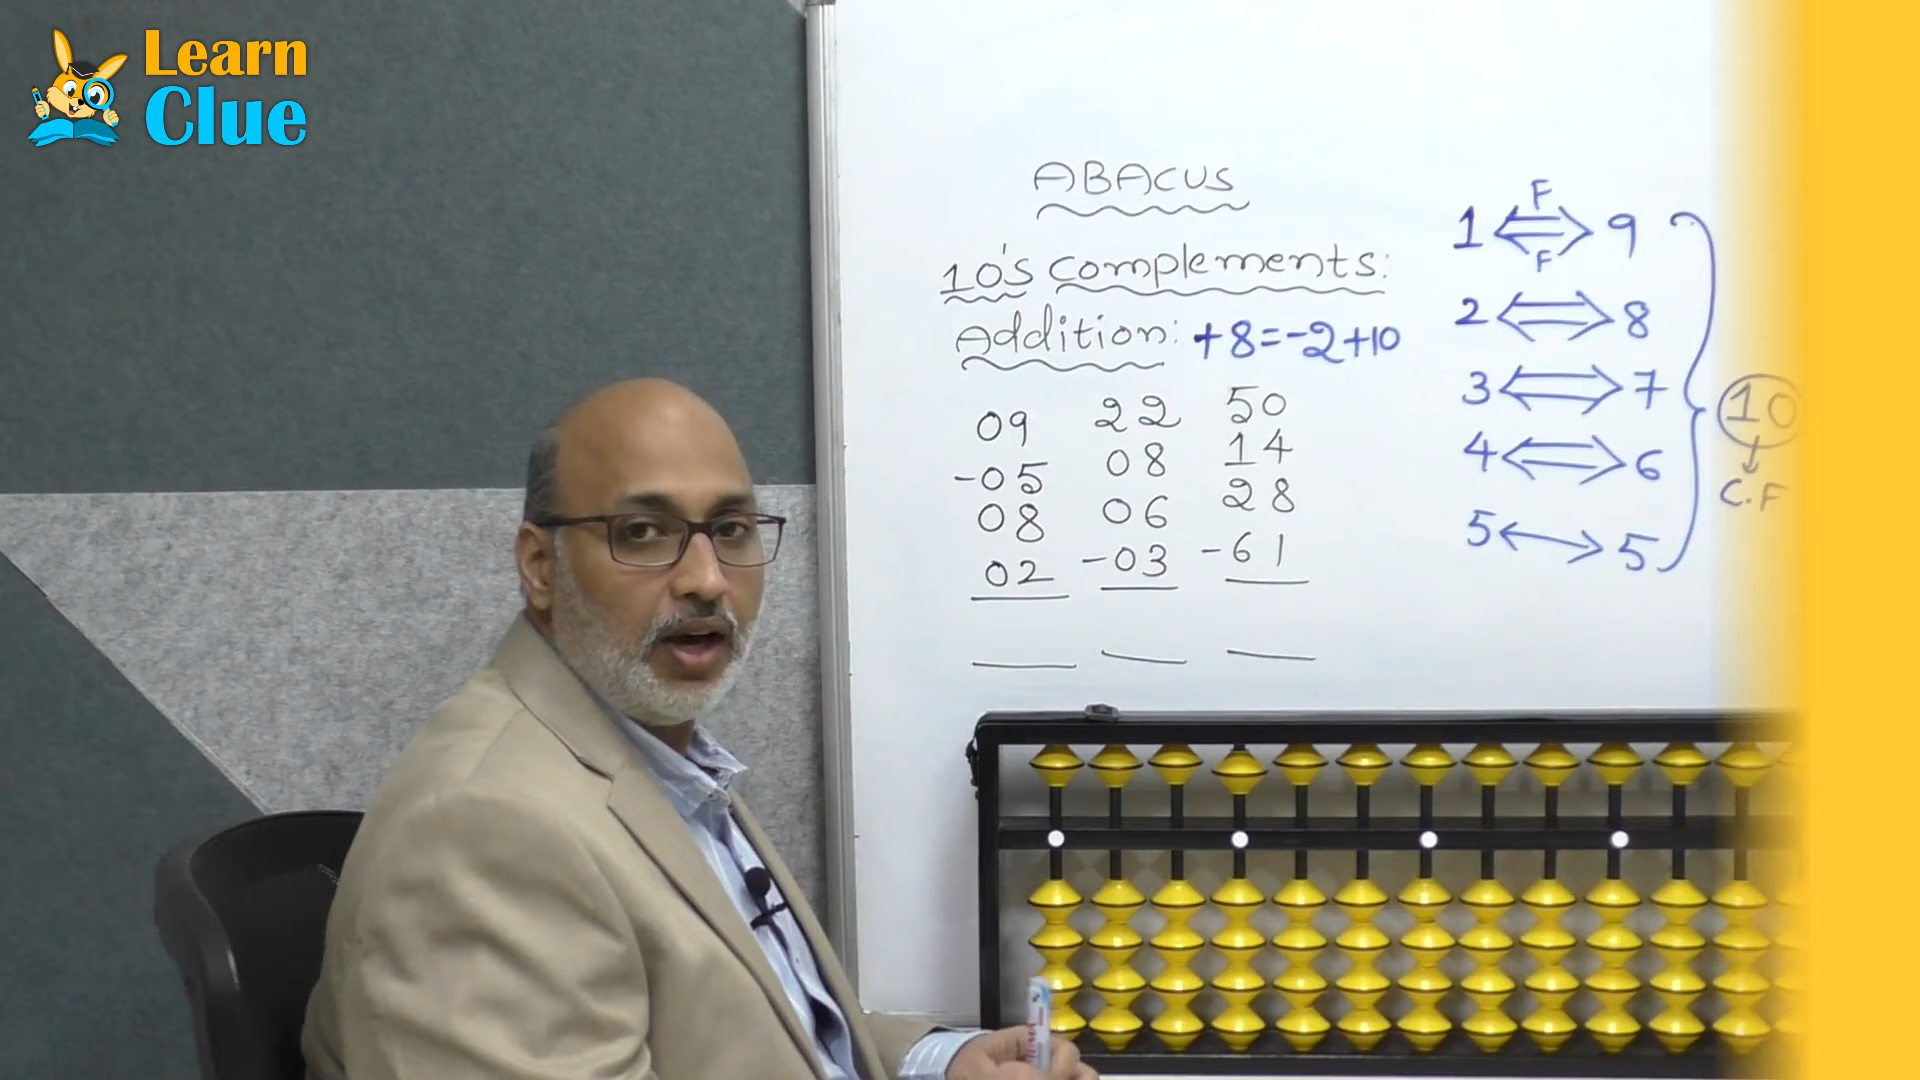 Learn
Clue
ABACUS
10's complements:
Addition: +8=-2+10
09 22 50
-05 08 14
08 06 28
02 -03 -61
F
1 ⟺ 9
F
2 ⟺ 8
3 ⟺ 7
4 ⟺ 6
5 ⟷ 5
10
↓
C.F